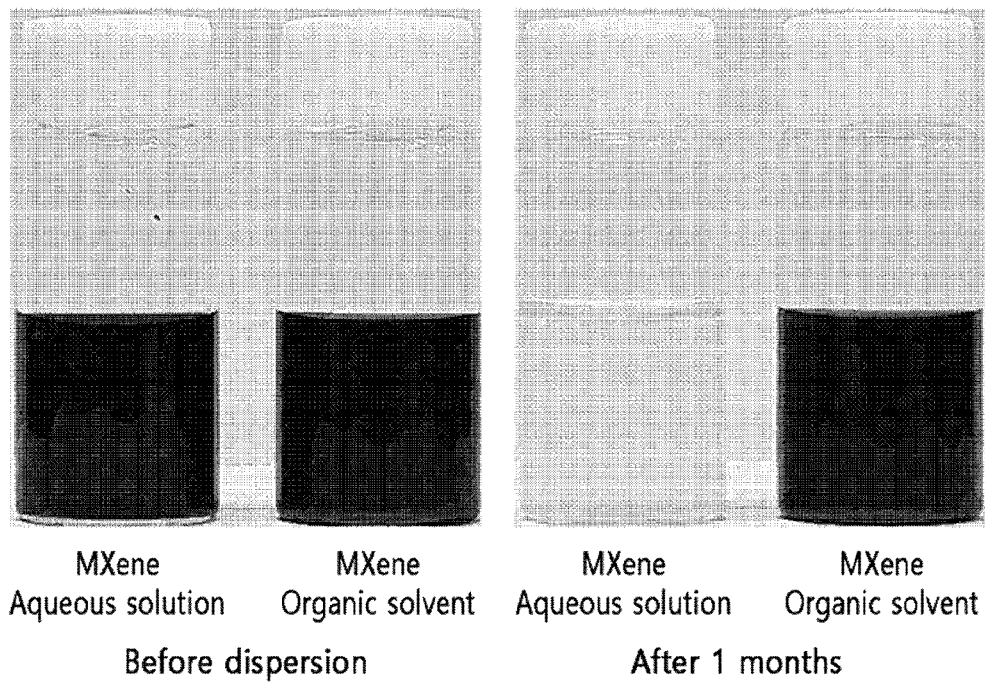 MXene
Aqueous solution
MXene
Organic solvent
MXene
Aqueous solution
MXene
Organic solvent
Before dispersion
After 1 months